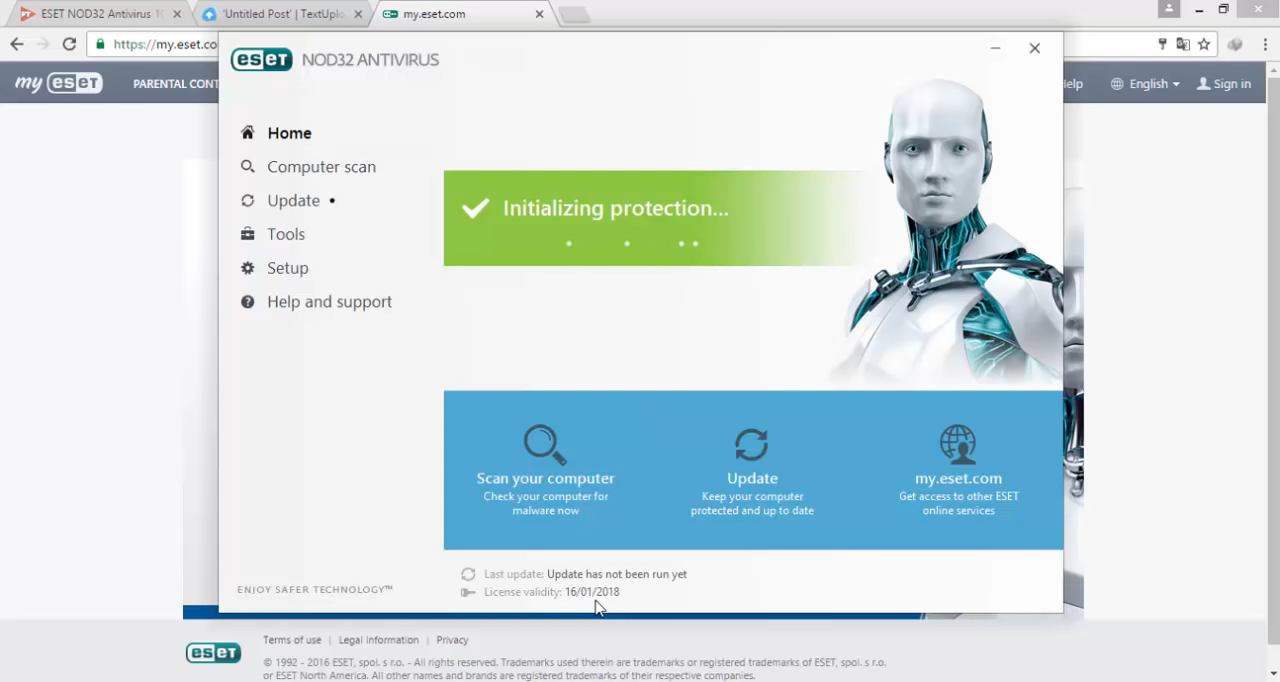 ESET NOD32 Antivirus
'Untitled Post' | TextUplo
my.eset.com
https://my.eset.co
my eset
PARENTAL CONT
elp
English
Sign in
eset NOD32 ANTIVIRUS
Home
Computer scan
Update
Tools
Setup
Help and support
Initializing protection...
Scan your computer
Check your computer for
malware now
Update
Keep your computer
protected and up to date
my.eset.com
Get access to other ESET
online services
Last update: Update has not been run yet
License validity: 16/01/2018
ENJOY SAFER TECHNOLOGY™
eset
Terms of use | Legal information | Privacy
© 1992 - 2016 ESET, spol. s r.o. - All rights reserved. Trademarks used therein are trademarks or registered trademarks of ESET, spol. s r.o.
or ESET North America. All other names and brands are registered trademarks of their respective companies.